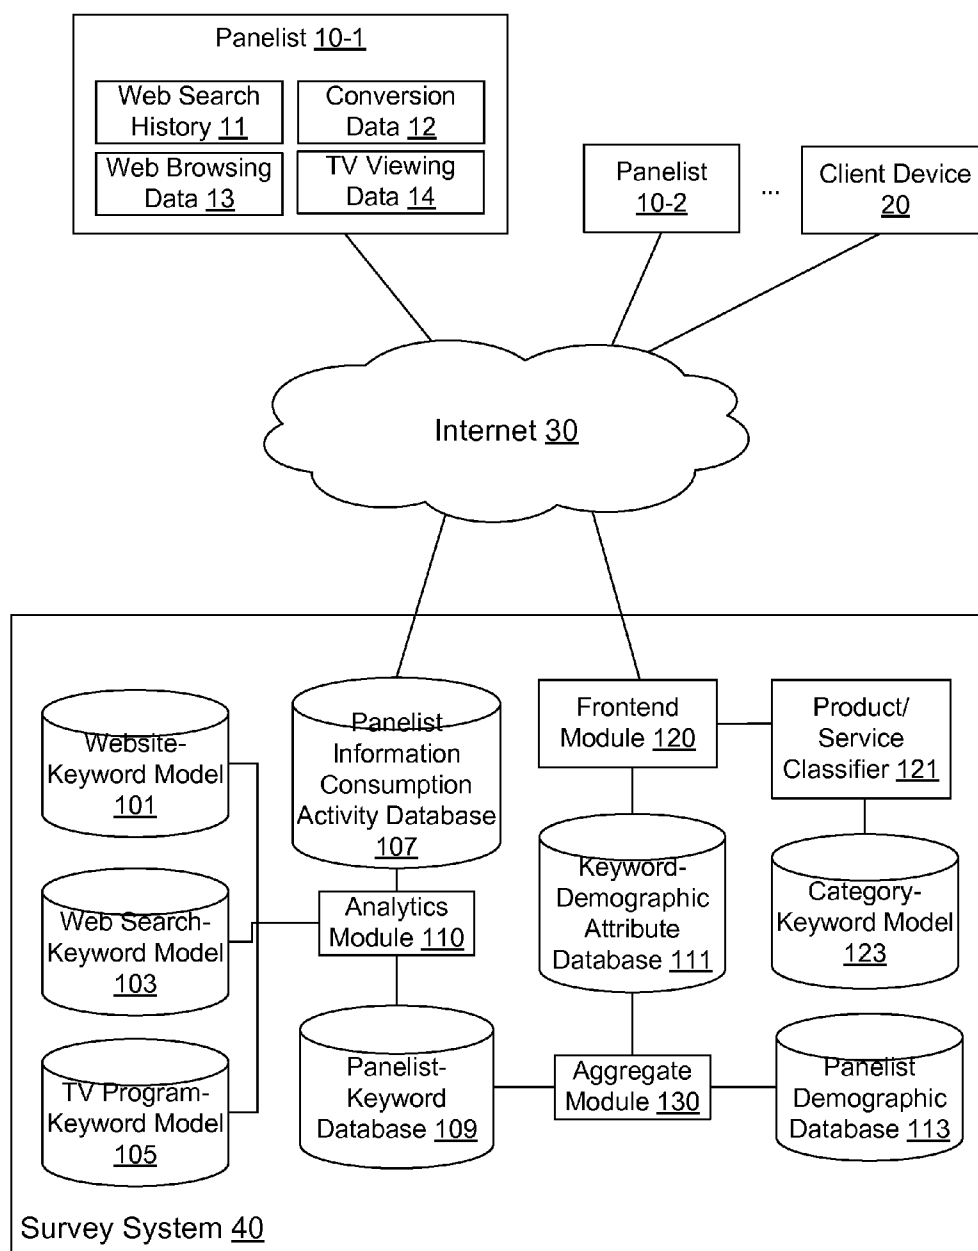 Panelist 10-1
Web Search
History 11
Conversion
Data 12
Web Browsing
Data 13
TV Viewing
Data 14
Panelist
10-2
...
Client Device
20
Internet 30
Website-
Keyword Model
101
Web Search-
Keyword Model
103
TV Program-
Keyword Model
105
Panelist
Information
Consumption
Activity Database
107
Analytics
Module 110
Panelist-
Keyword
Database 109
Frontend
Module 120
Product/
Service
Classifier 121
Keyword-
Demographic
Attribute
Database 111
Category-
Keyword Model
123
Aggregate
Module 130
Panelist
Demographic
Database 113
Survey System 40